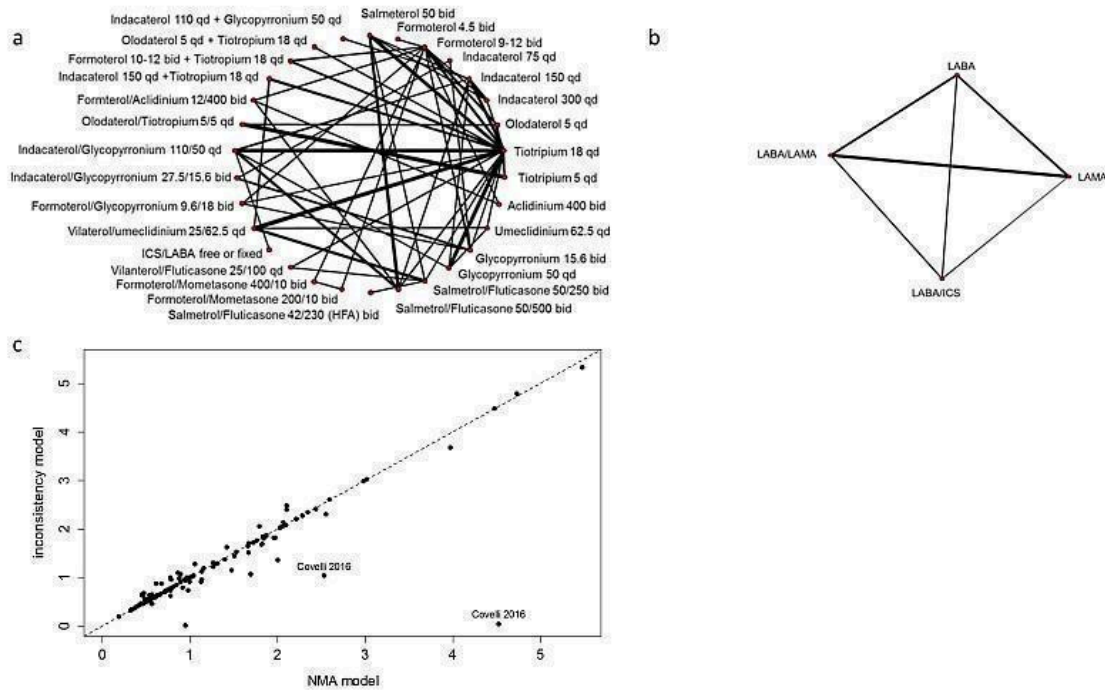 a
Indacaterol 110 qd + Glycopyrronium 50 qd
Olodaterol 5 qd + Tiotropium 18 qd
Formoterol 10-12 bid + Tiotropium 18 qd
Indacaterol 150 qd +Tiotropium 18 qd
Formterol/Aclidinium 12/400 bid
Olodaterol/Tiotropium 5/5 qd
Indacaterol/Glycopyrronium 110/50 qd
Indacaterol/Glycopyrronium 27.5/15.6 bid
Formoterol/Glycopyrronium 9.6/18 bid
Vilaterol/umeclidinium 25/62.5 qd
ICS/LABA free or fixed
Vilanterol/Fluticasone 25/100 qd
Formoterol/Mometasone 400/10 bid
Formoterol/Mometasone 200/10 bid
Salmetrol/Fluticasone 42/230 (HFA) bid
Salmeterol 50 bid
Formoterol 4.5 bid
Formoterol 9-12 bid
Indacaterol 75 qd
Indacaterol 150 qd
Indacaterol 300 qd
Olodaterol 5 qd
Tiotripium 18 qd
Tiotripium 5 qd
Aclidinium 400 bid
Umeclidinium 62.5 qd
Glycopyrronium 15.6 bid
Glycopyrronium 50 qd
Salmetrol/Fluticasone 50/250 bid
Salmetrol/Fluticasone 50/500 bid
b
LABA
LABA/LAMA
LAMA
LABA/ICS
c
inconsistency model
5
4
3
2
1
0
Covelli 2016
Covelli 2016
0 1 2 3 4 5
NMA model